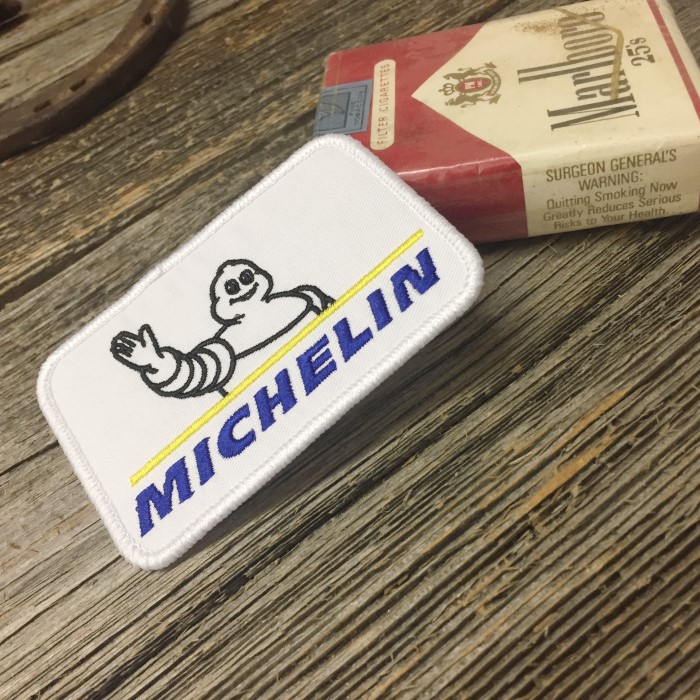 MICHELIN
FILTER CIGARETTES
Marlboro
25's
SURGEON GENERAL'S
WARNING:
Quitting Smoking Now
Greatly Reduces Serious
Risks to Your Health.